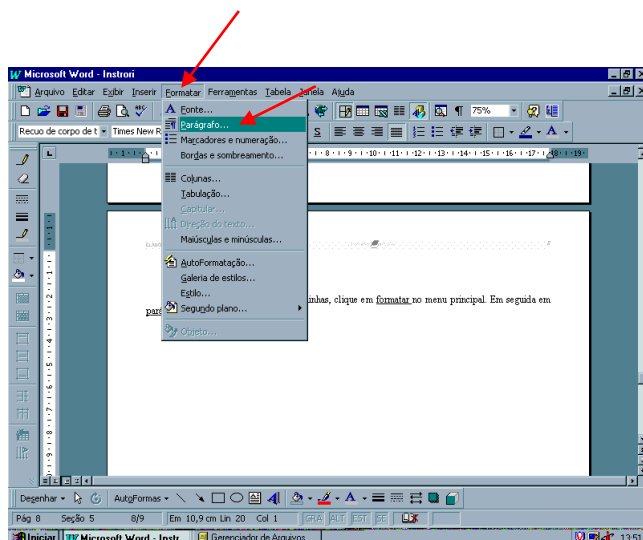 Microsoft Word - Instrori
Arquivo Editar Exibir Inserir Formatar Ferramentas Tabela Janela Ajuda
75%
Recuo de corpo de t Times New R
Fonte...
Parágrafo...
Marcadores e numeração...
Bordas e sombreamento...
Colunas...
Tabulação...
Capitular...
Direção do texto...
Maiúsculas e minúsculas...
AutoFormatação...
Galeria de estilos...
Estilo...
Segundo plano...
Objeto...
inhas, clique em formatar no menu principal. Em seguida em
Desenhar AutoFormas
Pág 8 Seção 5 8/9 Em 10,9 cm Lin 20 Col 1 GRA ALT EST SE
Iniciar Microsoft Word - Instr... Gerenciador de Arquivos